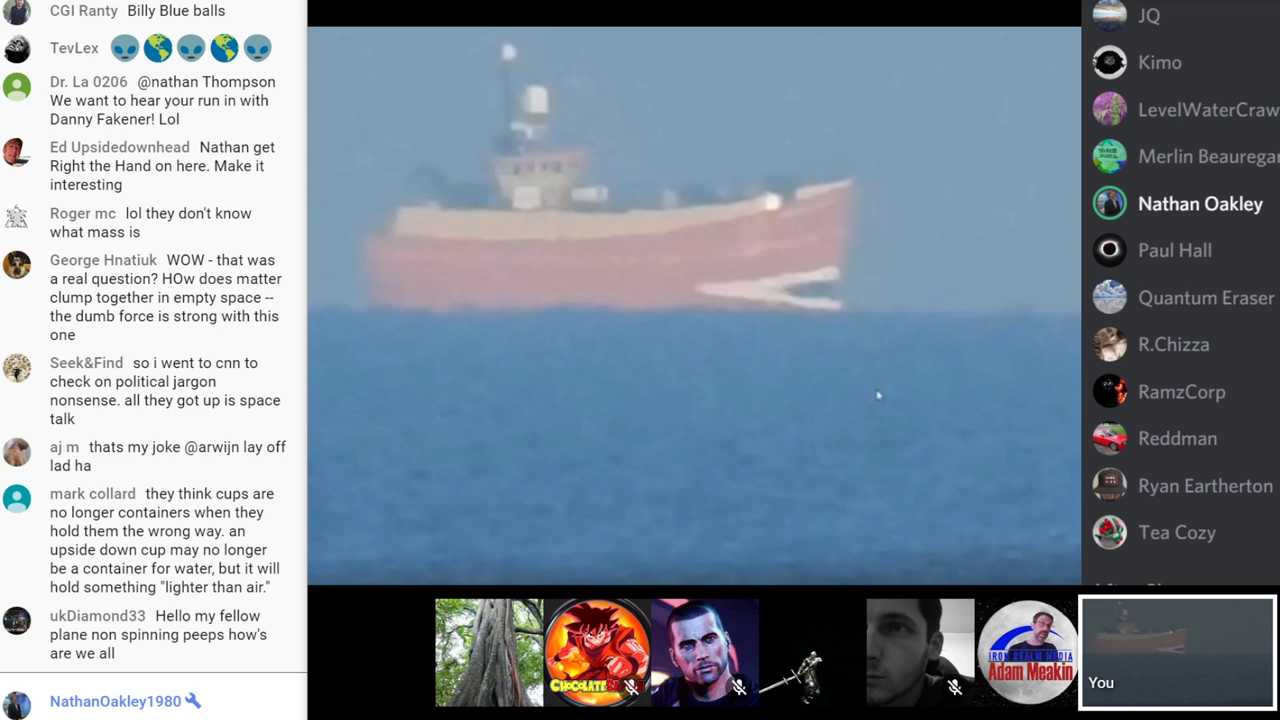 CGI Ranty Billy Blue balls
TevLex
Dr. La 0206 @nathan Thompson
We want to hear your run in with
Danny Fakener! Lol
Ed Upsidedownhead Nathan get
Right the Hand on here. Make it
interesting
Roger mc lol they don't know
what mass is
George Hnatiuk WOW - that was
a real question? HOw does matter
clump together in empty space --
the dumb force is strong with this
one
Seek&Find so i went to cnn to
check on political jargon
nonsense. all they got up is space
talk
aj m thats my joke @arwijn lay off
lad ha
mark collard they think cups are
no longer containers when they
hold them the wrong way. an
upside down cup may no longer
be a container for water, but it will
hold something "lighter than air."
ukDiamond33 Hello my fellow
plane non spinning peeps how's
are we all
NathanOakley1980
JQ
Kimo
LevelWaterCraw
Merlin Beaurega
Nathan Oakley
Paul Hall
Quantum Eraser
R.Chizza
RamzCorp
Reddman
Ryan Eartherton
Tea Cozy
IRON REALM MEDIA
Adam Meakin
You